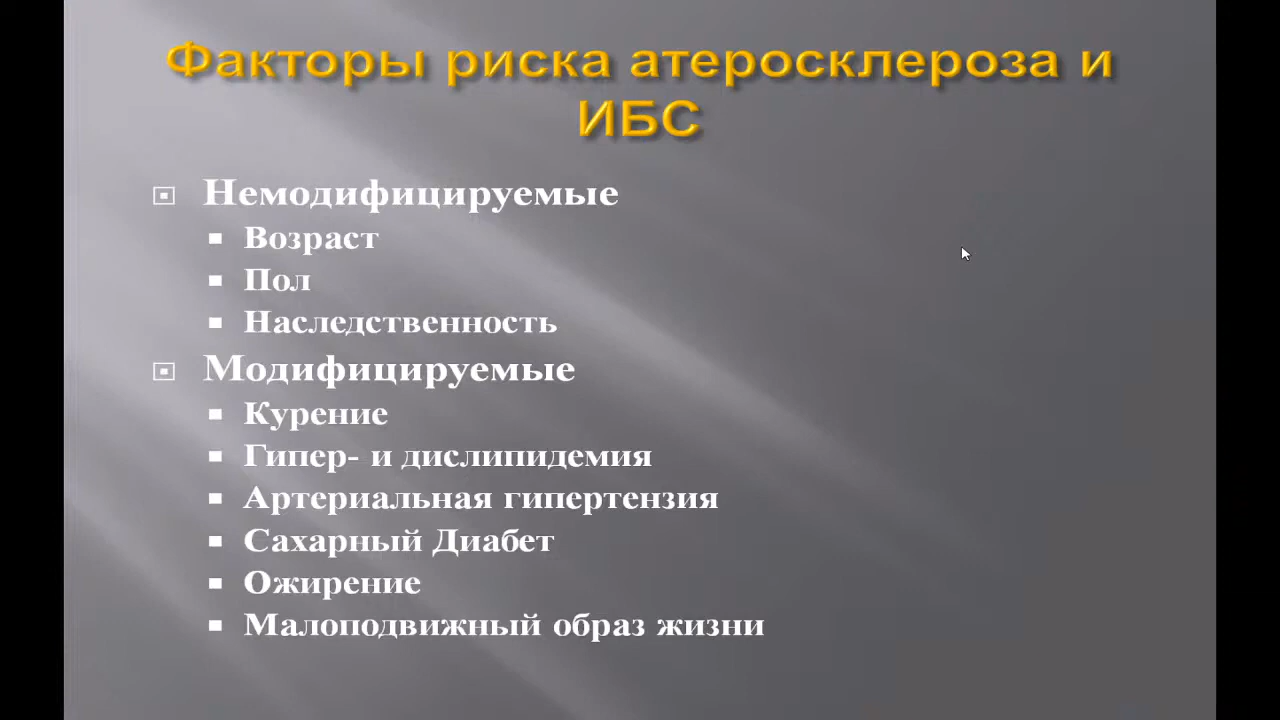 Факторы риска атеросклероза и
ИБС
Немодифицируемые
Возраст
Пол
Наследственность
Модифицируемые
Курение
Гипер- и дислипидемия
Артериальная гипертензия
Сахарный Диабет
Ожирение
Малоподвижный образ жизни